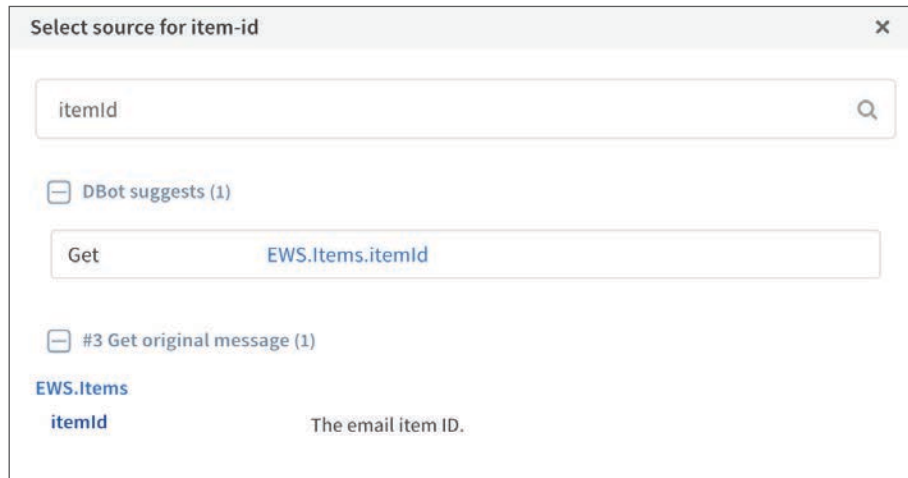 Select source for item-id
itemId
DBot suggests (1)
Get EWS.Items.itemId
#3 Get original message (1)
EWS.Items
itemId The email item ID.